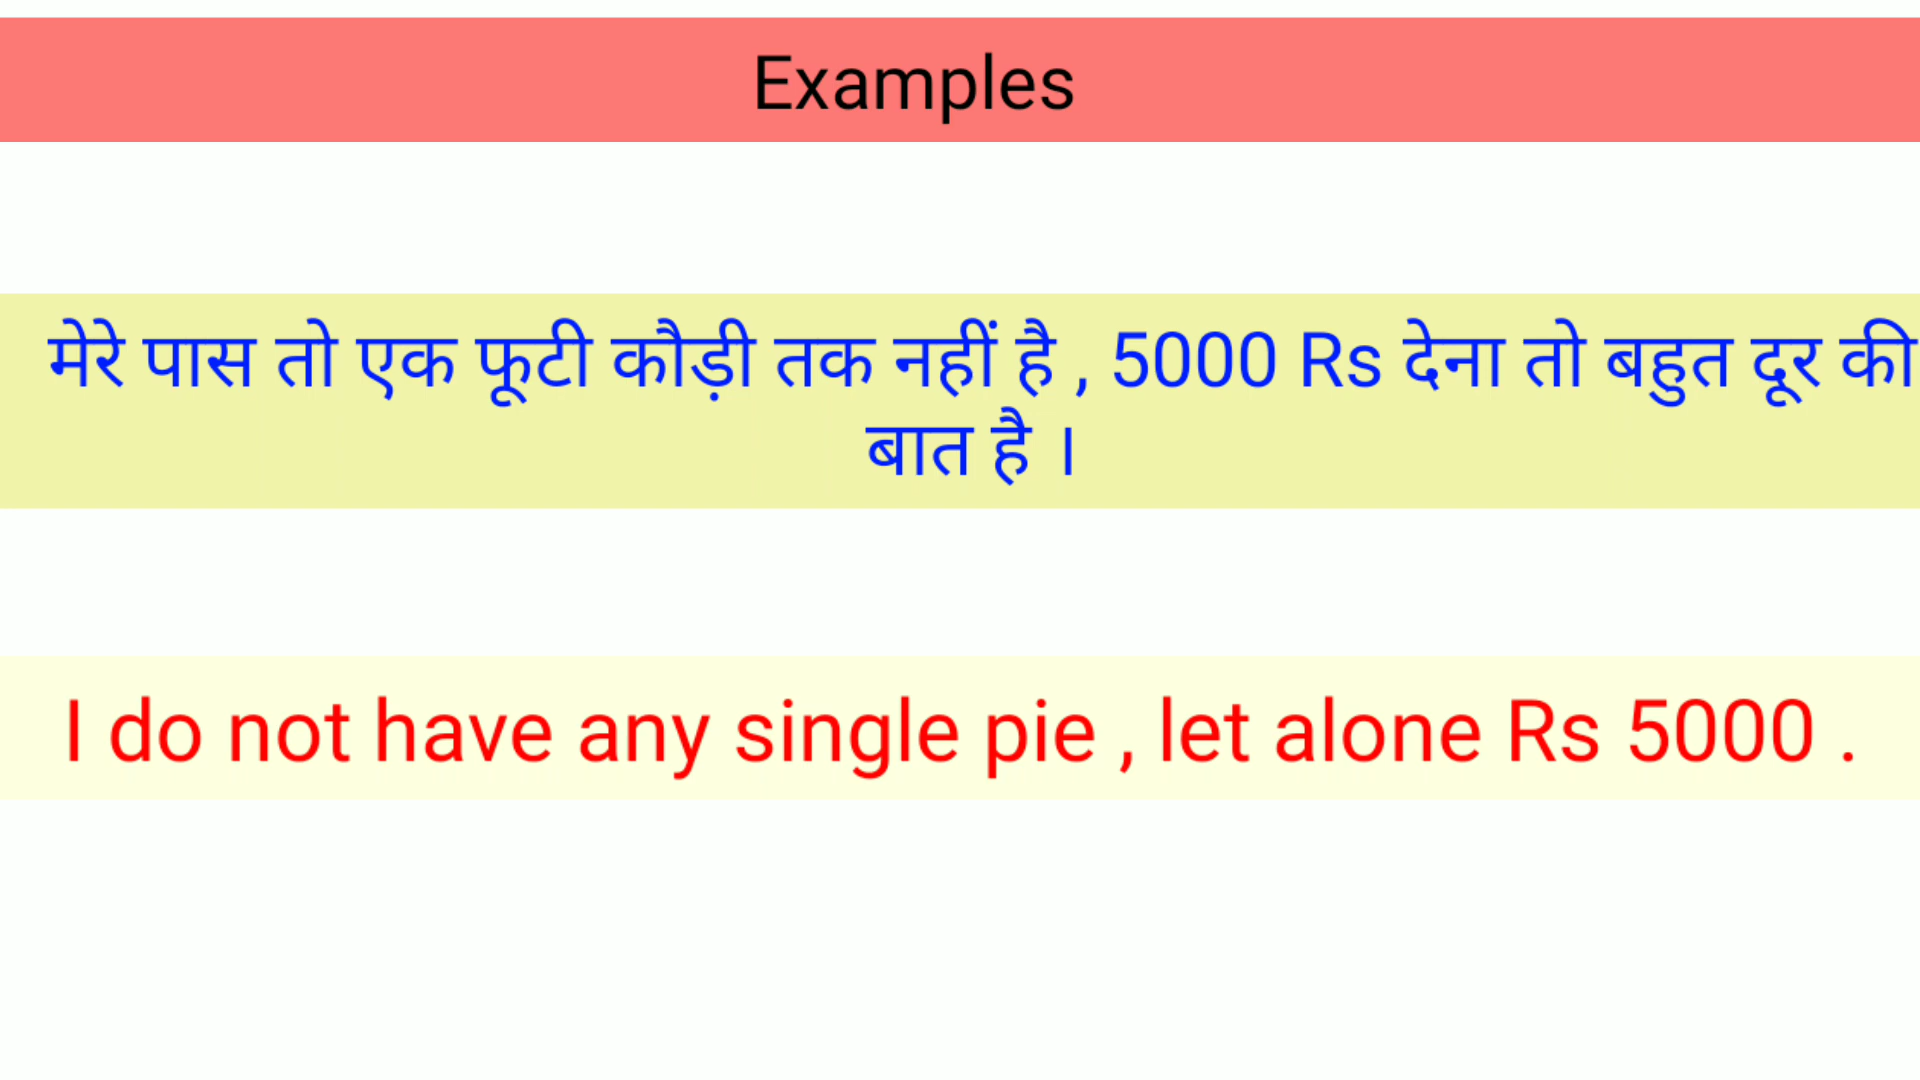 Examples
मेरे पास तो एक फूटी कौड़ी तक नहीं है , 5000 Rs देना तो बहुत दूर की
बात है ।
I do not have any single pie , let alone Rs 5000 .